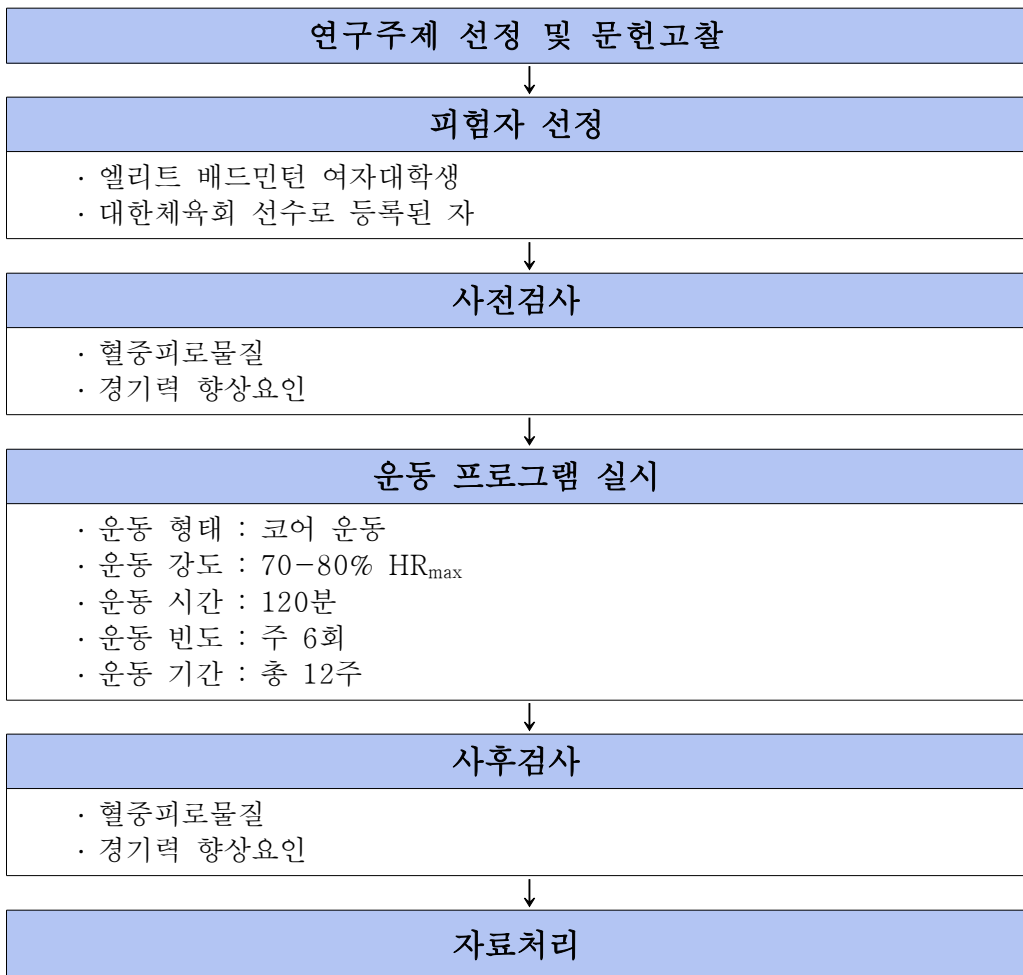 연구주제 선정 및 문헌고찰
↓
피험자 선정
· 엘리트 배드민턴 여자대학생
· 대한체육회 선수로 등록된 자
↓
사전검사
· 혈중피로물질
· 경기력 향상요인
↓
운동 프로그램 실시
· 운동 형태 : 코어 운동
· 운동 강도 : 70-80% HRmax
· 운동 시간 : 120분
· 운동 빈도 : 주 6회
· 운동 기간 : 총 12주
↓
사후검사
· 혈중피로물질
· 경기력 향상요인
↓
자료처리